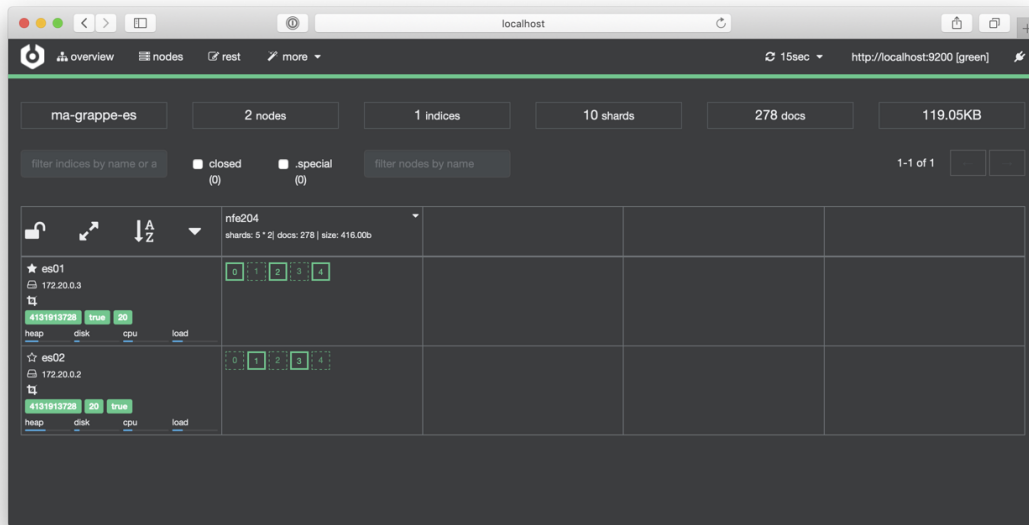 localhost
overview nodes rest more 15sec http://localhost:9200 [green]
ma-grappe-es 2 nodes 1 indices 10 shards 278 docs 119.05KB
filter indices by name or a closed (0) .special (0) filter nodes by name 1-1 of 1
A Z
nfe204
shards: 5 * 2| docs: 278 | size: 416.00b
es01 0 1 2 3 4
172.20.0.3
4131913728 true 20
heap disk cpu load
es02 0 1 2 3 4
172.20.0.2
4131913728 20 true
heap disk cpu load